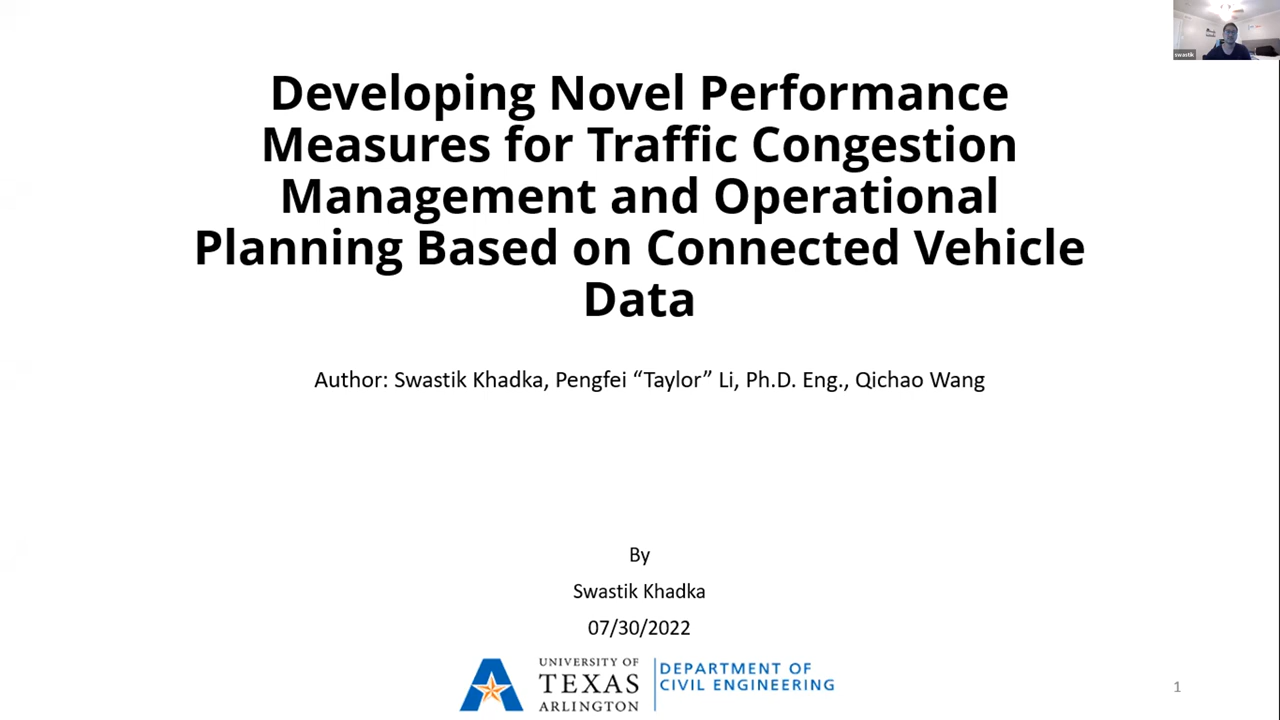 swastik
Developing Novel Performance
Measures for Traffic Congestion
Management and Operational
Planning Based on Connected Vehicle
Data
Author: Swastik Khadka, Pengfei “Taylor” Li, Ph.D. Eng., Qichao Wang
By
Swastik Khadka
07/30/2022
UNIVERSITY OF
TEXAS
ARLINGTON
DEPARTMENT OF
CIVIL ENGINEERING
1